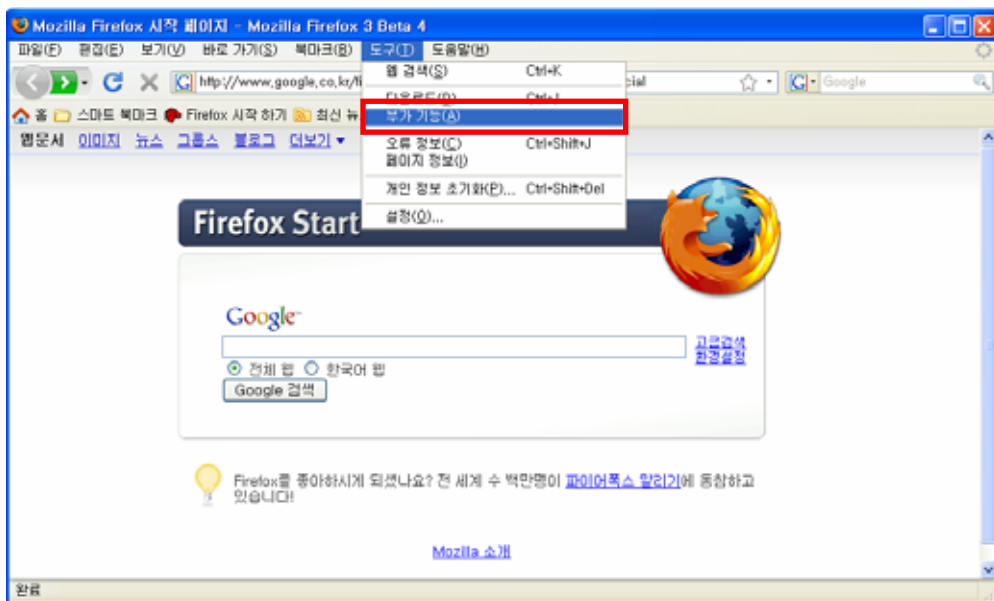 Mozilla Firefox 시작 페이지 - Mozilla Firefox 3 Beta 4
파일(F) 편집(E) 보기(V) 바로 가기(S) 북마크(B) 도구(T) 도움말(H)
웹 검색(S) Ctrl+K
http://www.google.co.kr/fi cial Google
다운로드(D) Ctrl+J
홈 스마트 북마크 Firefox 시작 하기 최신 뉴
부가 기능(A)
웹문서 이미지 뉴스 그룹스 블로그 더보기
오류 정보(C) Ctrl+Shift+J
페이지 정보(I)
개인 정보 초기화(P)... Ctrl+Shift+Del
설정(O)...
Firefox Start
Google
고급검색
환경설정
전체 웹 한국어 웹
Google 검색
Firefox를 좋아하시게 되셨나요? 전 세계 수 백만명이 파이어폭스 알리기에 동참하고
있습니다!
Mozilla 소개
완료